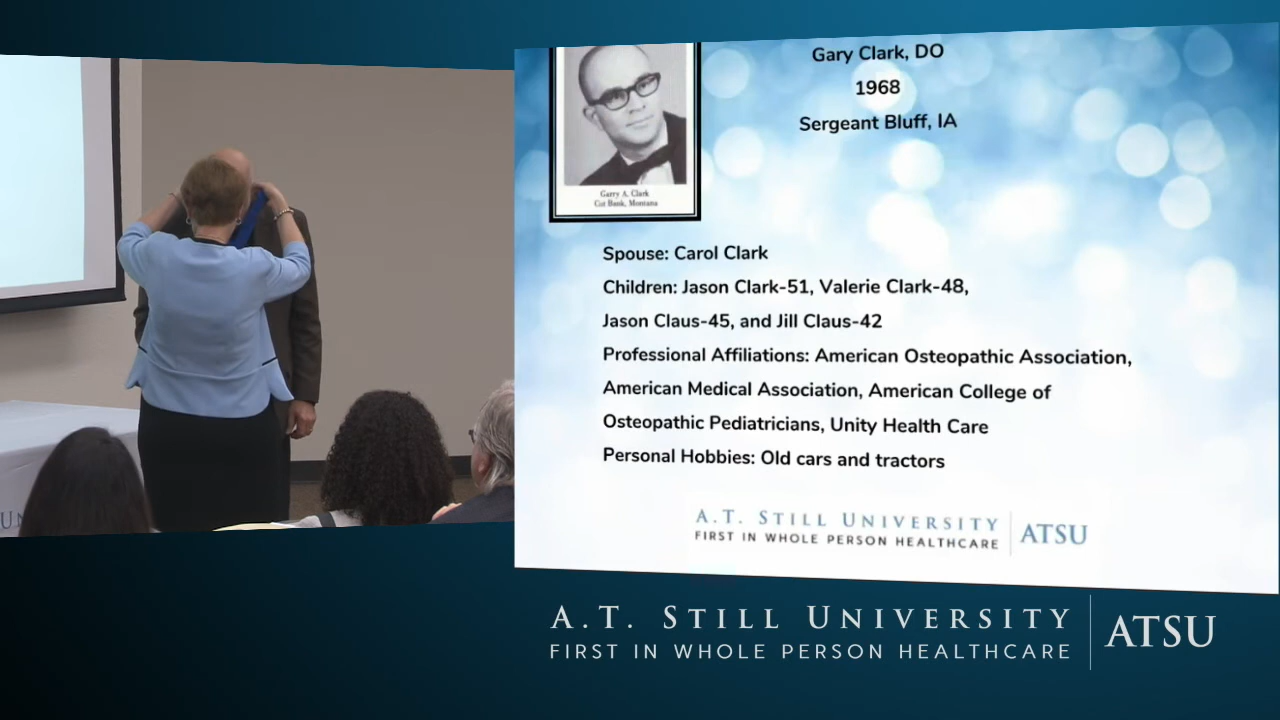 Gary Clark, DO
1968
Sergeant Bluff, IA
Garry A. Clark
Cut Bank, Montana
Spouse: Carol Clark
Children: Jason Clark-51, Valerie Clark-48,
Jason Claus-45, and Jill Claus-42
Professional Affiliations: American Osteopathic Association,
American Medical Association, American College of
Osteopathic Pediatricians, Unity Health Care
Personal Hobbies: Old cars and tractors
A.T. STILL UNIVERSITY
FIRST IN WHOLE PERSON HEALTHCARE
ATSU
UN
A.T. STILL UNIVERSITY
FIRST IN WHOLE PERSON HEALTHCARE
ATSU